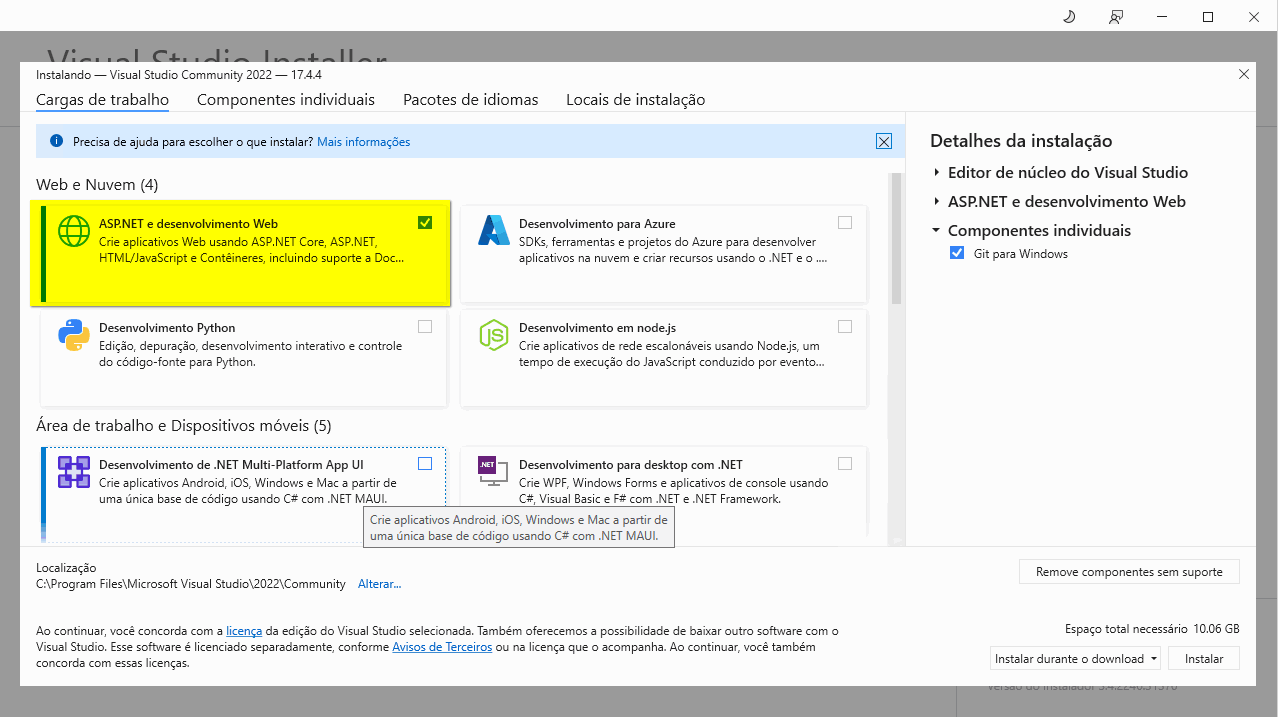 Visual Studio Installer
Instalando — Visual Studio Community 2022 — 17.4.4
Cargas de trabalho
Componentes individuais
Pacotes de idiomas
Locais de instalação
Precisa de ajuda para escolher o que instalar? Mais informações
Web e Nuvem (4)
ASP.NET e desenvolvimento Web
Crie aplicativos Web usando ASP.NET Core, ASP.NET,
HTML/JavaScript e Contêineres, incluindo suporte a Doc...
Desenvolvimento para Azure
SDKs, ferramentas e projetos do Azure para desenvolver
aplicativos na nuvem e criar recursos usando o .NET e o ....
Desenvolvimento Python
Edição, depuração, desenvolvimento interativo e controle
do código-fonte para Python.
JS
Desenvolvimento em node.js
Crie aplicativos de rede escalonáveis usando Node.js, um
tempo de execução do JavaScript conduzido por evento...
Área de trabalho e Dispositivos móveis (5)
Desenvolvimento de .NET Multi-Platform App UI
Crie aplicativos Android, iOS, Windows e Mac a partir de
uma única base de código usando C# com .NET MAUI.
.NET
Desenvolvimento para desktop com .NET
Crie WPF, Windows Forms e aplicativos de console usando
C#, Visual Basic e F# com .NET e .NET Framework.
Crie aplicativos Android, iOS, Windows e Mac a partir de
uma única base de código usando C# com .NET MAUI.
Detalhes da instalação
Editor de núcleo do Visual Studio
ASP.NET e desenvolvimento Web
Componentes individuais
Git para Windows
Localização
C:\Program Files\Microsoft Visual Studio\2022\Community Alterar...
Remove componentes sem suporte
Ao continuar, você concorda com a licença da edição do Visual Studio selecionada. Também oferecemos a possibilidade de baixar outro software com o
Visual Studio. Esse software é licenciado separadamente, conforme Avisos de Terceiros ou na licença que o acompanha. Ao continuar, você também
concorda com essas licenças.
Espaço total necessário 10.06 GB
Instalar durante o download
Instalar